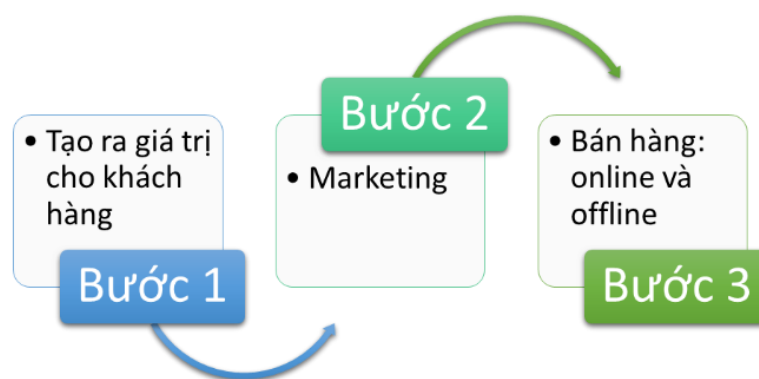 • Tạo ra giá trị
cho khách
hàng
Bước 1
Bước 2
• Marketing
• Bán hàng:
online và
offline
Bước 3